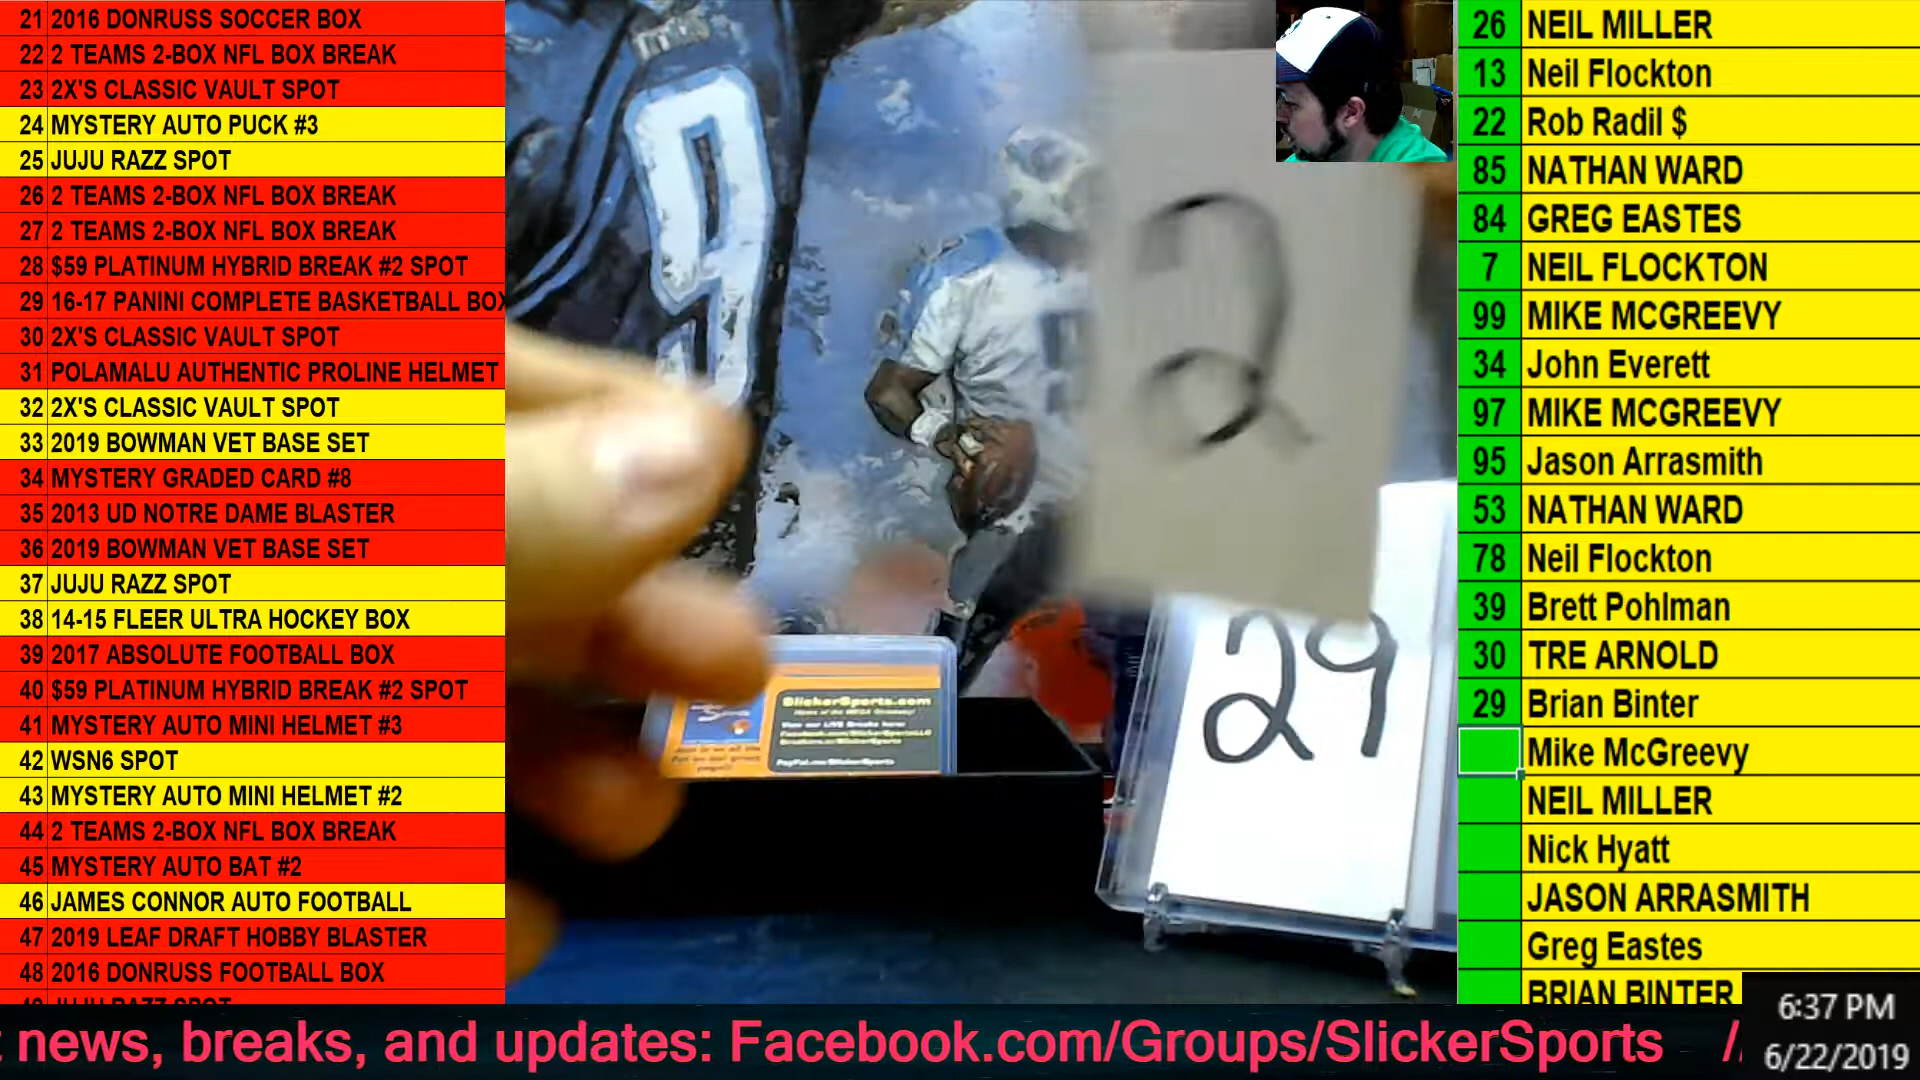 21 2016 DONRUSS SOCCER BOX
22 2 TEAMS 2-BOX NFL BOX BREAK
23 2X'S CLASSIC VAULT SPOT
24 MYSTERY AUTO PUCK #3
25 JUJU RAZZ SPOT
26 2 TEAMS 2-BOX NFL BOX BREAK
27 2 TEAMS 2-BOX NFL BOX BREAK
28 $59 PLATINUM HYBRID BREAK #2 SPOT
29 16-17 PANINI COMPLETE BASKETBALL BOX
30 2X'S CLASSIC VAULT SPOT
31 POLAMALU AUTHENTIC PROLINE HELMET
32 2X'S CLASSIC VAULT SPOT
33 2019 BOWMAN VET BASE SET
34 MYSTERY GRADED CARD #8
35 2013 UD NOTRE DAME BLASTER
36 2019 BOWMAN VET BASE SET
37 JUJU RAZZ SPOT
38 14-15 FLEER ULTRA HOCKEY BOX
39 2017 ABSOLUTE FOOTBALL BOX
40 $59 PLATINUM HYBRID BREAK #2 SPOT
41 MYSTERY AUTO MINI HELMET #3
42 WSN6 SPOT
43 MYSTERY AUTO MINI HELMET #2
44 2 TEAMS 2-BOX NFL BOX BREAK
45 MYSTERY AUTO BAT #2
46 JAMES CONNOR AUTO FOOTBALL
47 2019 LEAF DRAFT HOBBY BLASTER
48 2016 DONRUSS FOOTBALL BOX
49 JUJU RAZZ SPOT
9
2
29
SlickerSports.com
PayPal.me/SlickerSports
26 NEIL MILLER
13 Neil Flockton
22 Rob Radil $
85 NATHAN WARD
84 GREG EASTES
7 NEIL FLOCKTON
99 MIKE MCGREEVY
34 John Everett
97 MIKE MCGREEVY
95 Jason Arrasmith
53 NATHAN WARD
78 Neil Flockton
39 Brett Pohlman
30 TRE ARNOLD
29 Brian Binter
Mike McGreevy
NEIL MILLER
Nick Hyatt
JASON ARRASMITH
Greg Eastes
BRIAN BINTER
news, breaks, and updates: Facebook.com/Groups/SlickerSports //
6:37 PM
6/22/2019